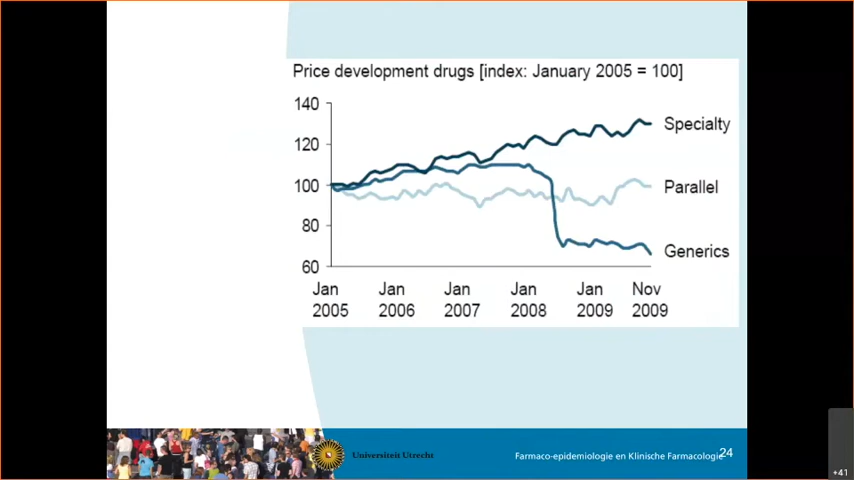 Price development drugs [index: January 2005 = 100]
140
120
100
80
60
Specialty
Parallel
Generics
Jan Jan Jan Jan Jan Nov
2005 2006 2007 2008 2009 2009
Universiteit Utrecht
Farmaco-epidemiologie en Klinische Farmacologie
24
+41